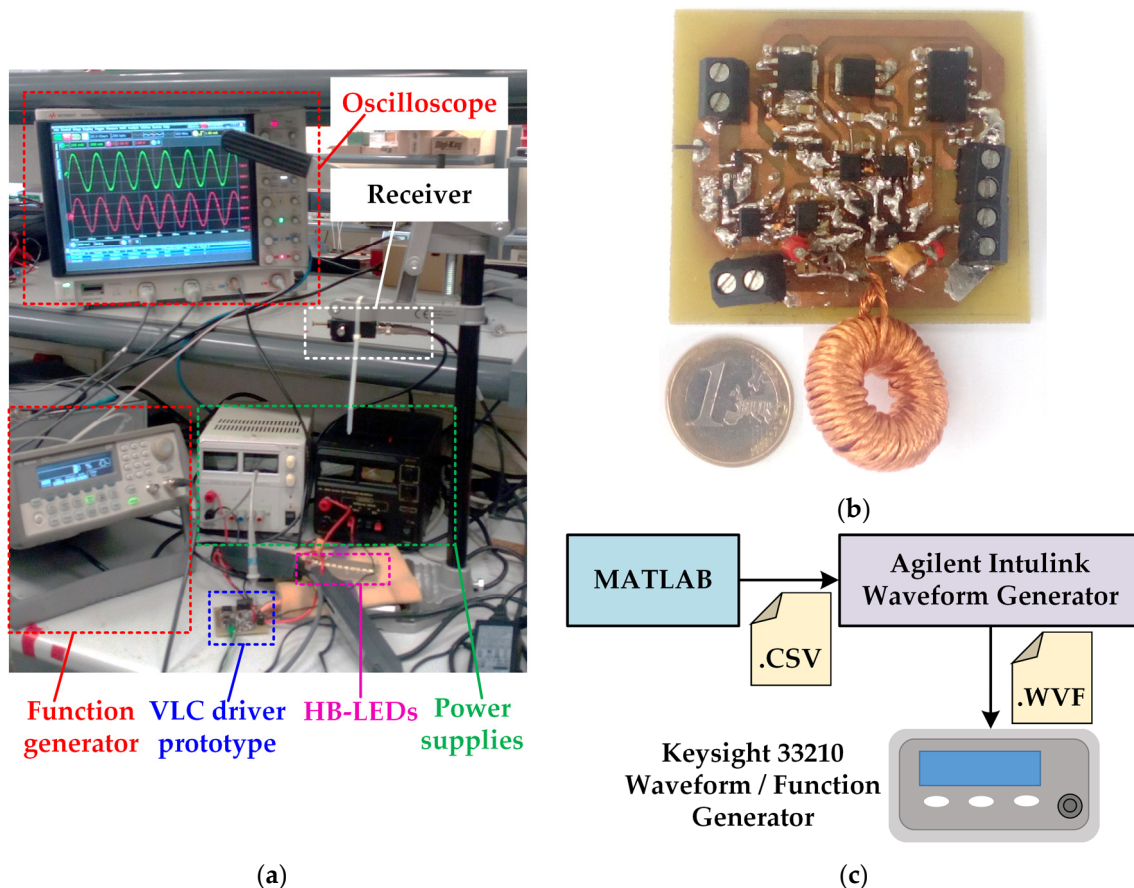 Oscilloscope
Receiver
Function
generator
VLC driver
prototype
HB-LEDs
Power
supplies
(a)
1
(b)
MATLAB
Agilent Intulink
Waveform Generator
.CSV
.WVF
Keysight 33210
Waveform / Function
Generator
(c)